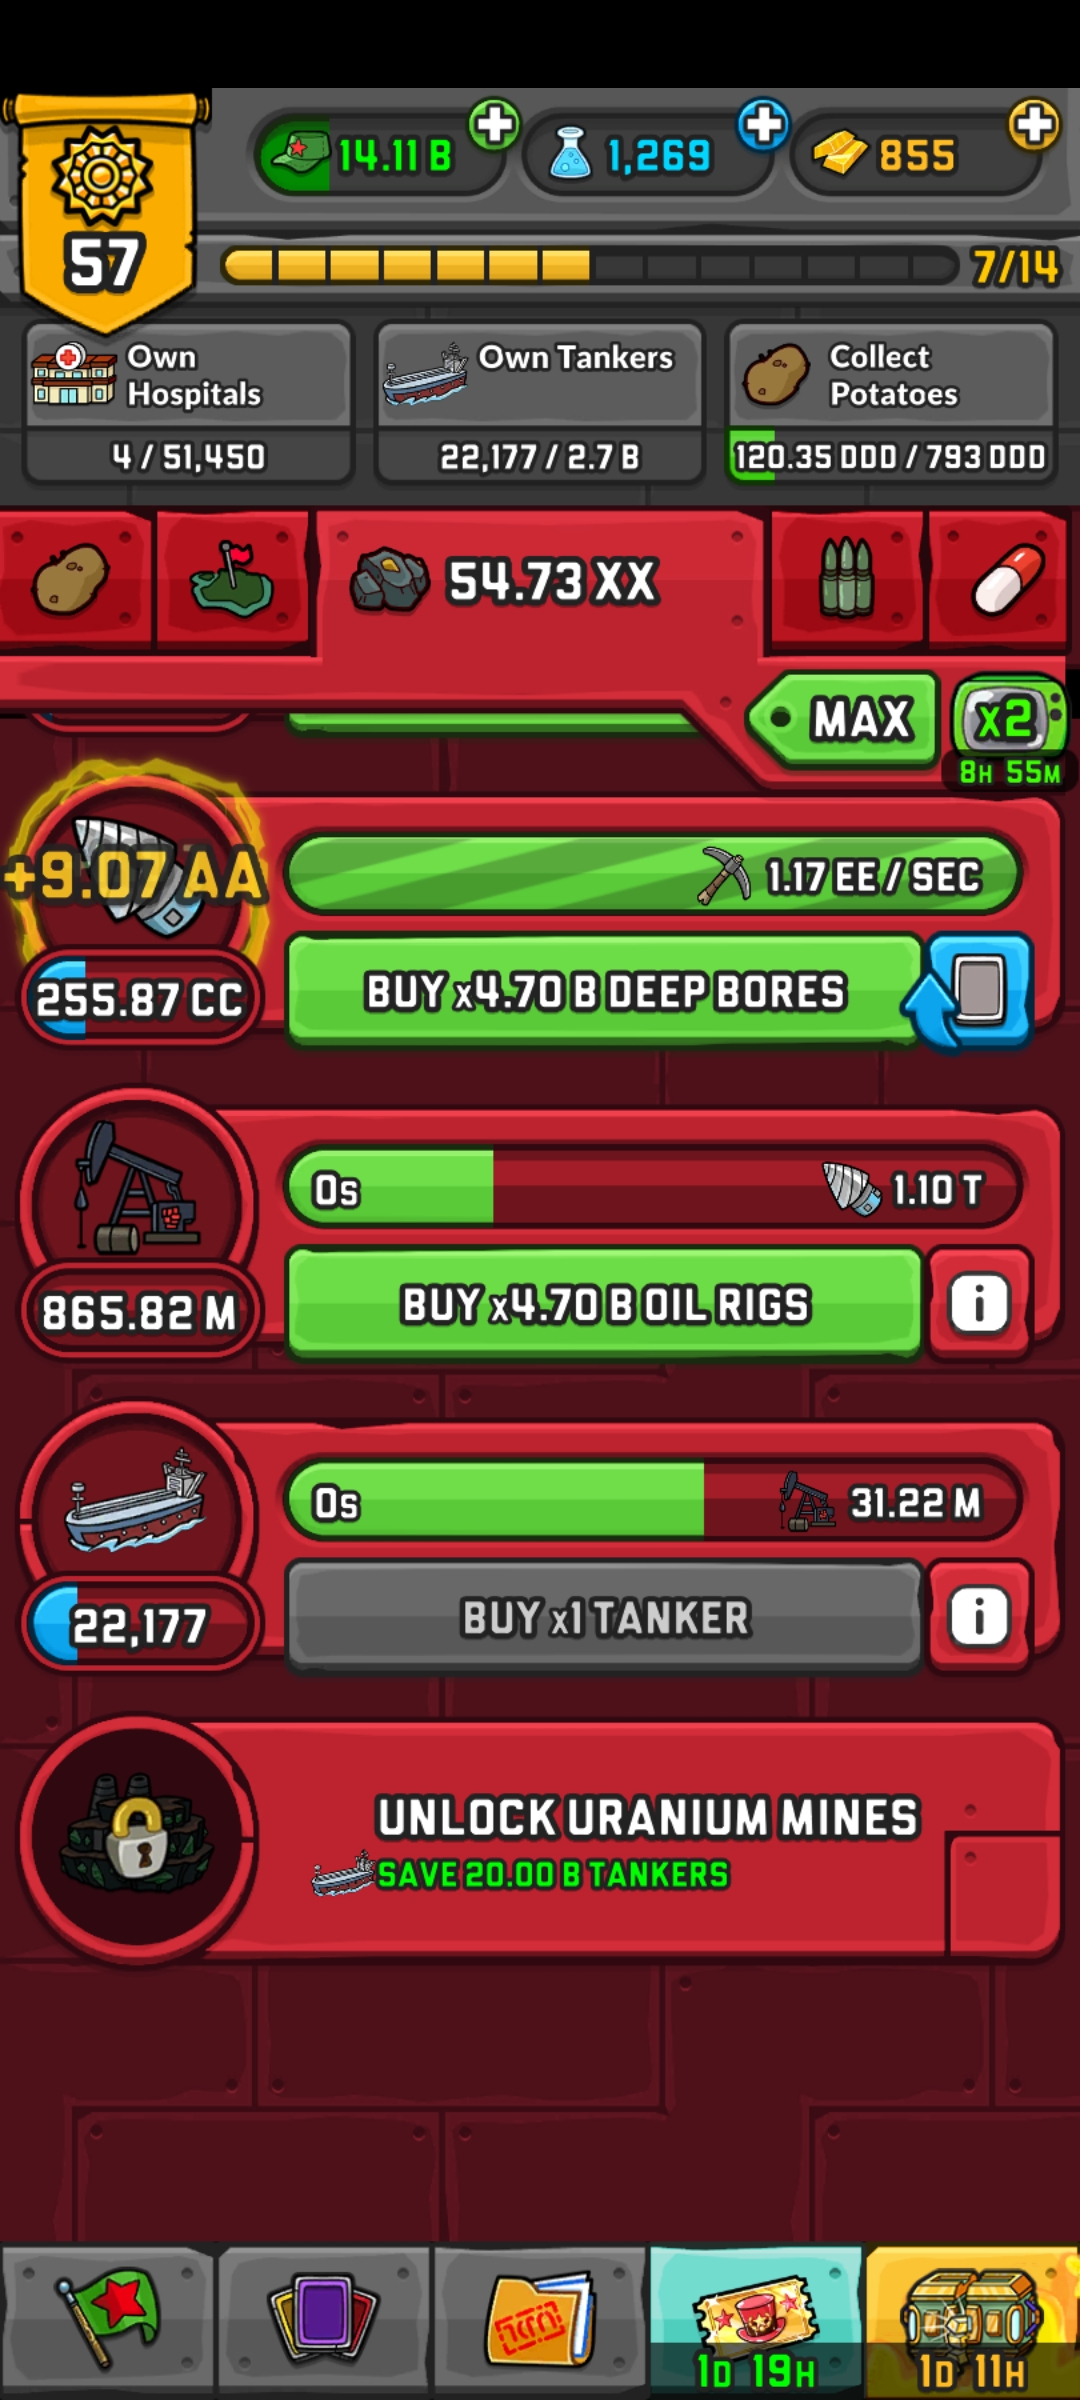 57
14.11 B
1,269
855
7/14
Own
Hospitals
4 / 51,450
Own Tankers
22,177 / 2.7 B
Collect
Potatoes
120.35 DDD / 793 DDD
54.73 XX
MAX
x2
8H 55M
+9.07 AA
1.17 EE / SEC
255.87 CC
BUY x4.70 B DEEP BORES
0s
1.10 T
865.82 M
BUY x4.70 B OIL RIGS
i
0s
31.22 M
22,177
BUY x1 TANKER
i
UNLOCK URANIUM MINES
SAVE 20.00 B TANKERS
1D 19H
1D 11H